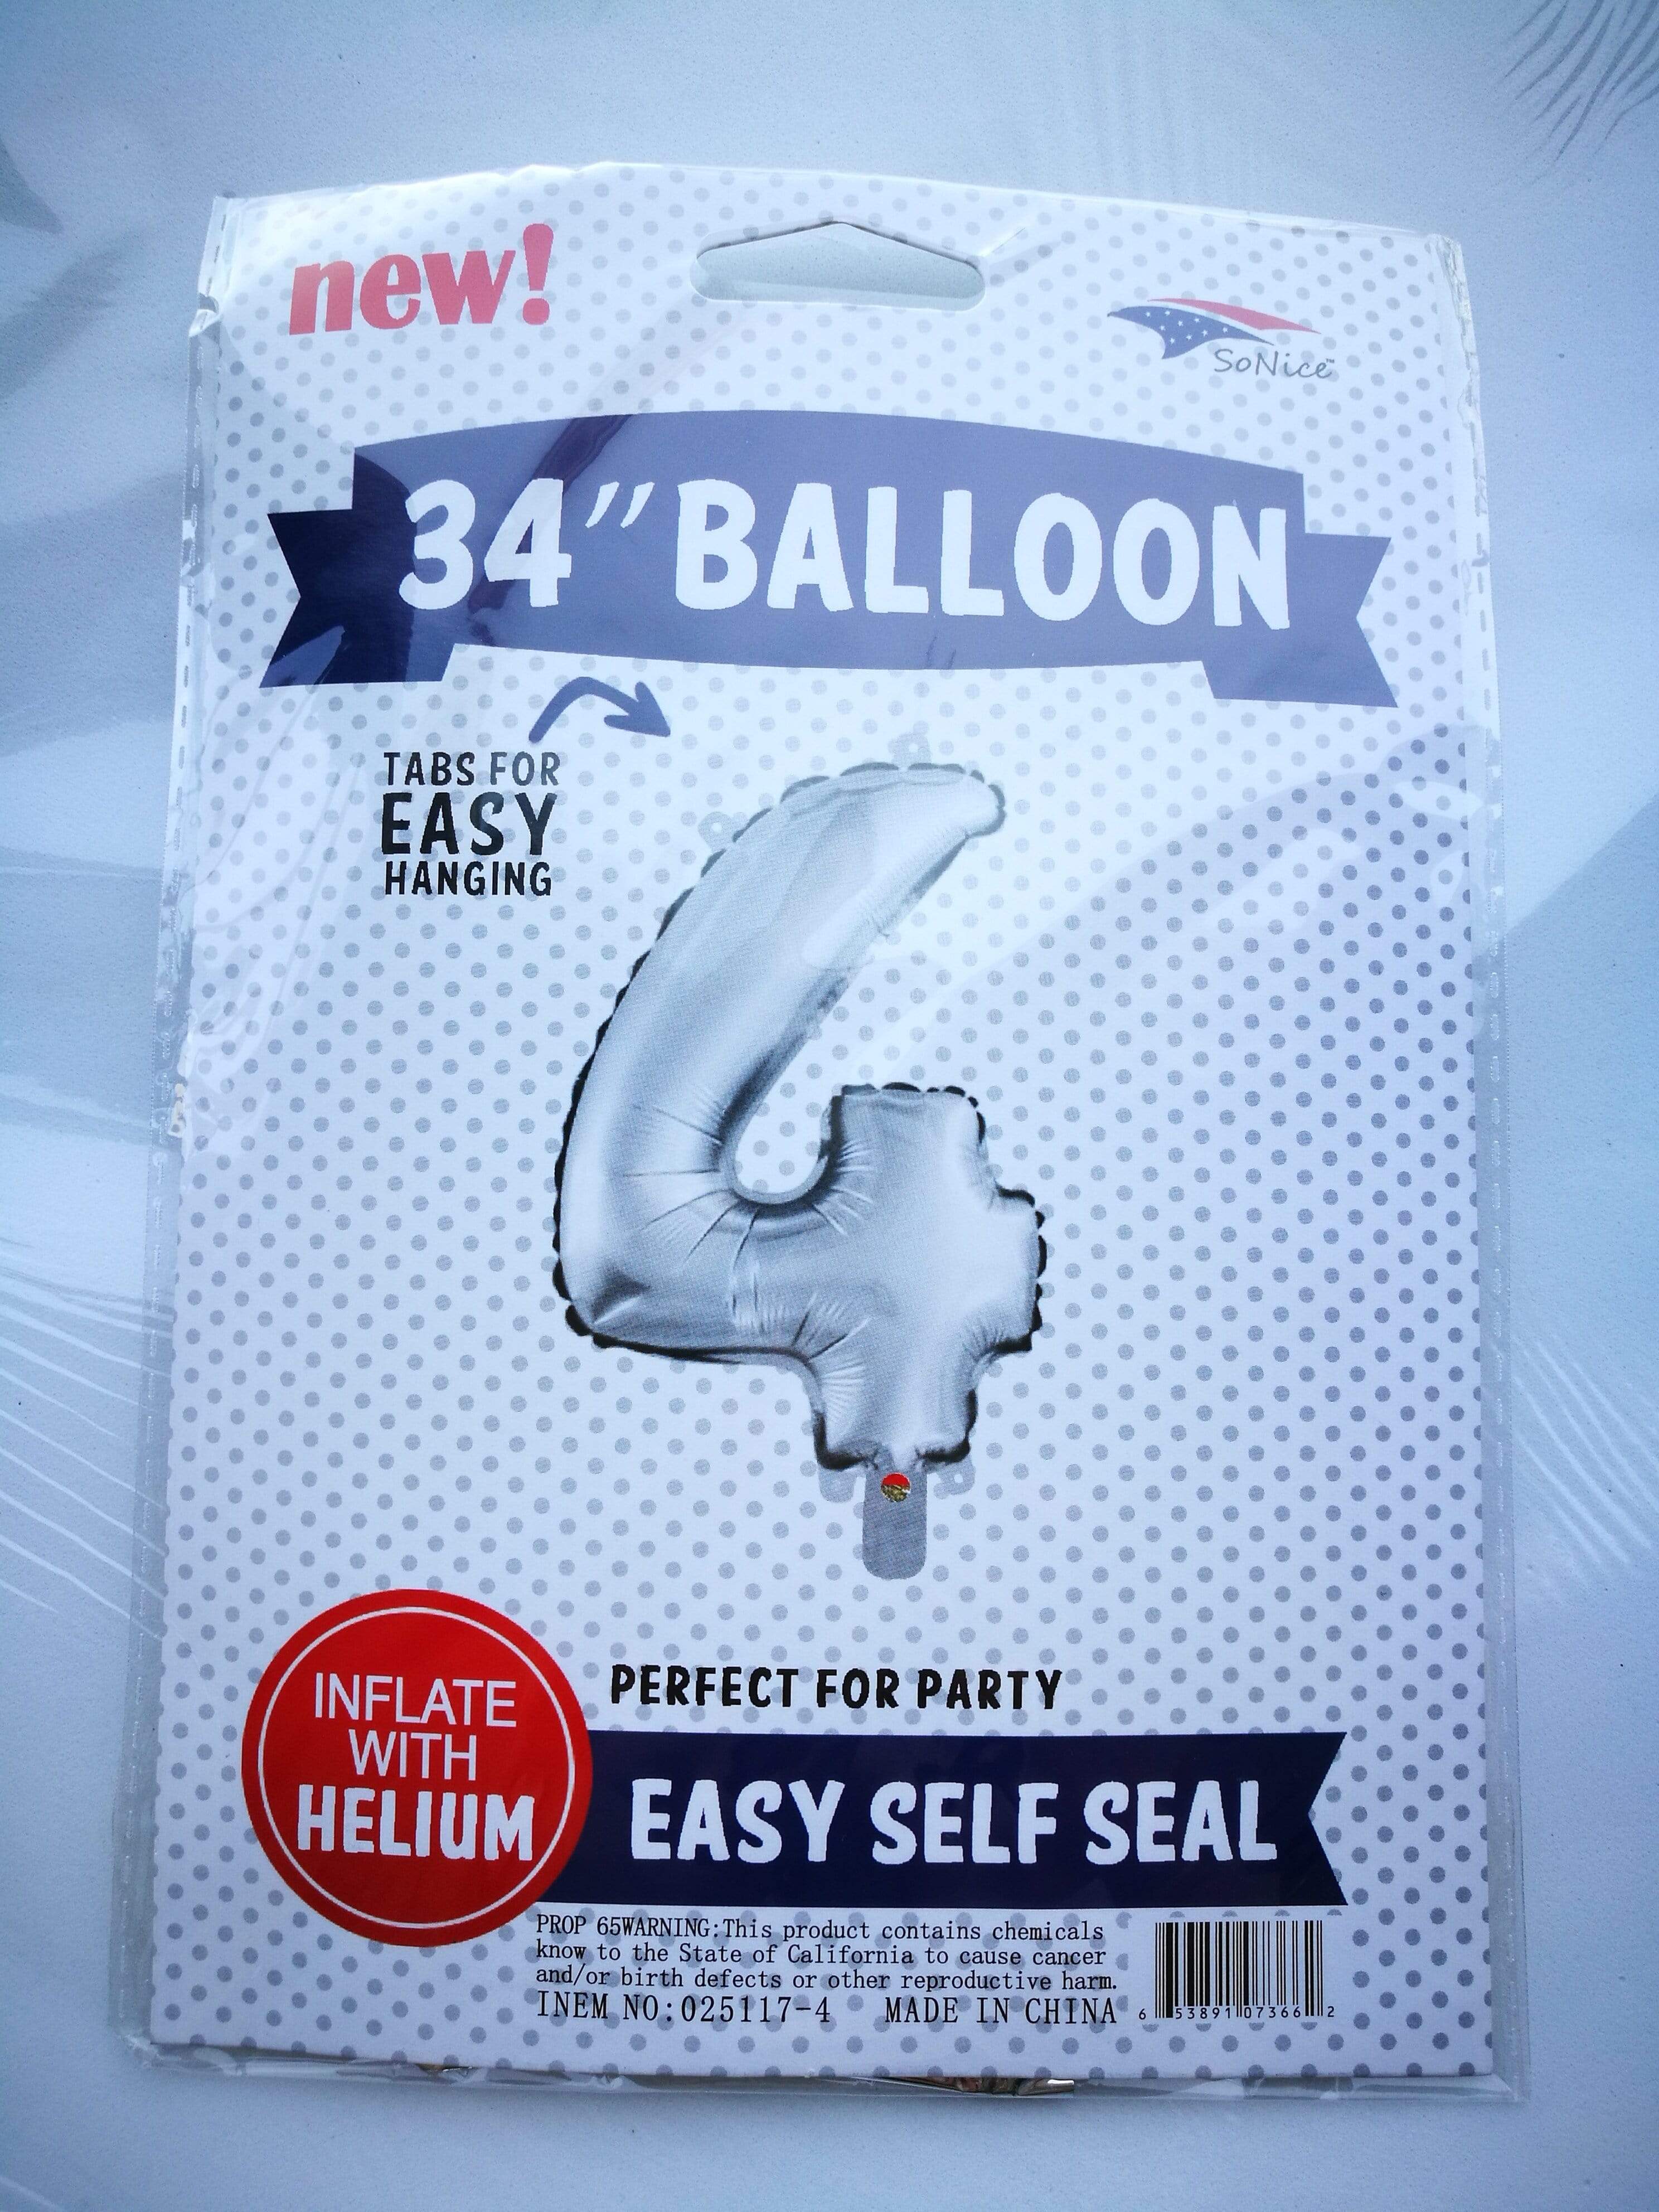 new!
SoNice™
34" BALLOON
TABS FOR
EASY
HANGING
INFLATE
WITH
HELIUM
PERFECT FOR PARTY
EASY SELF SEAL
PROP 65WARNING:This product contains chemicals
know to the State of California to cause cancer
and/or birth defects or other reproductive harm.
INEM NO:025117-4 MADE IN CHINA
6 53891 07366 2